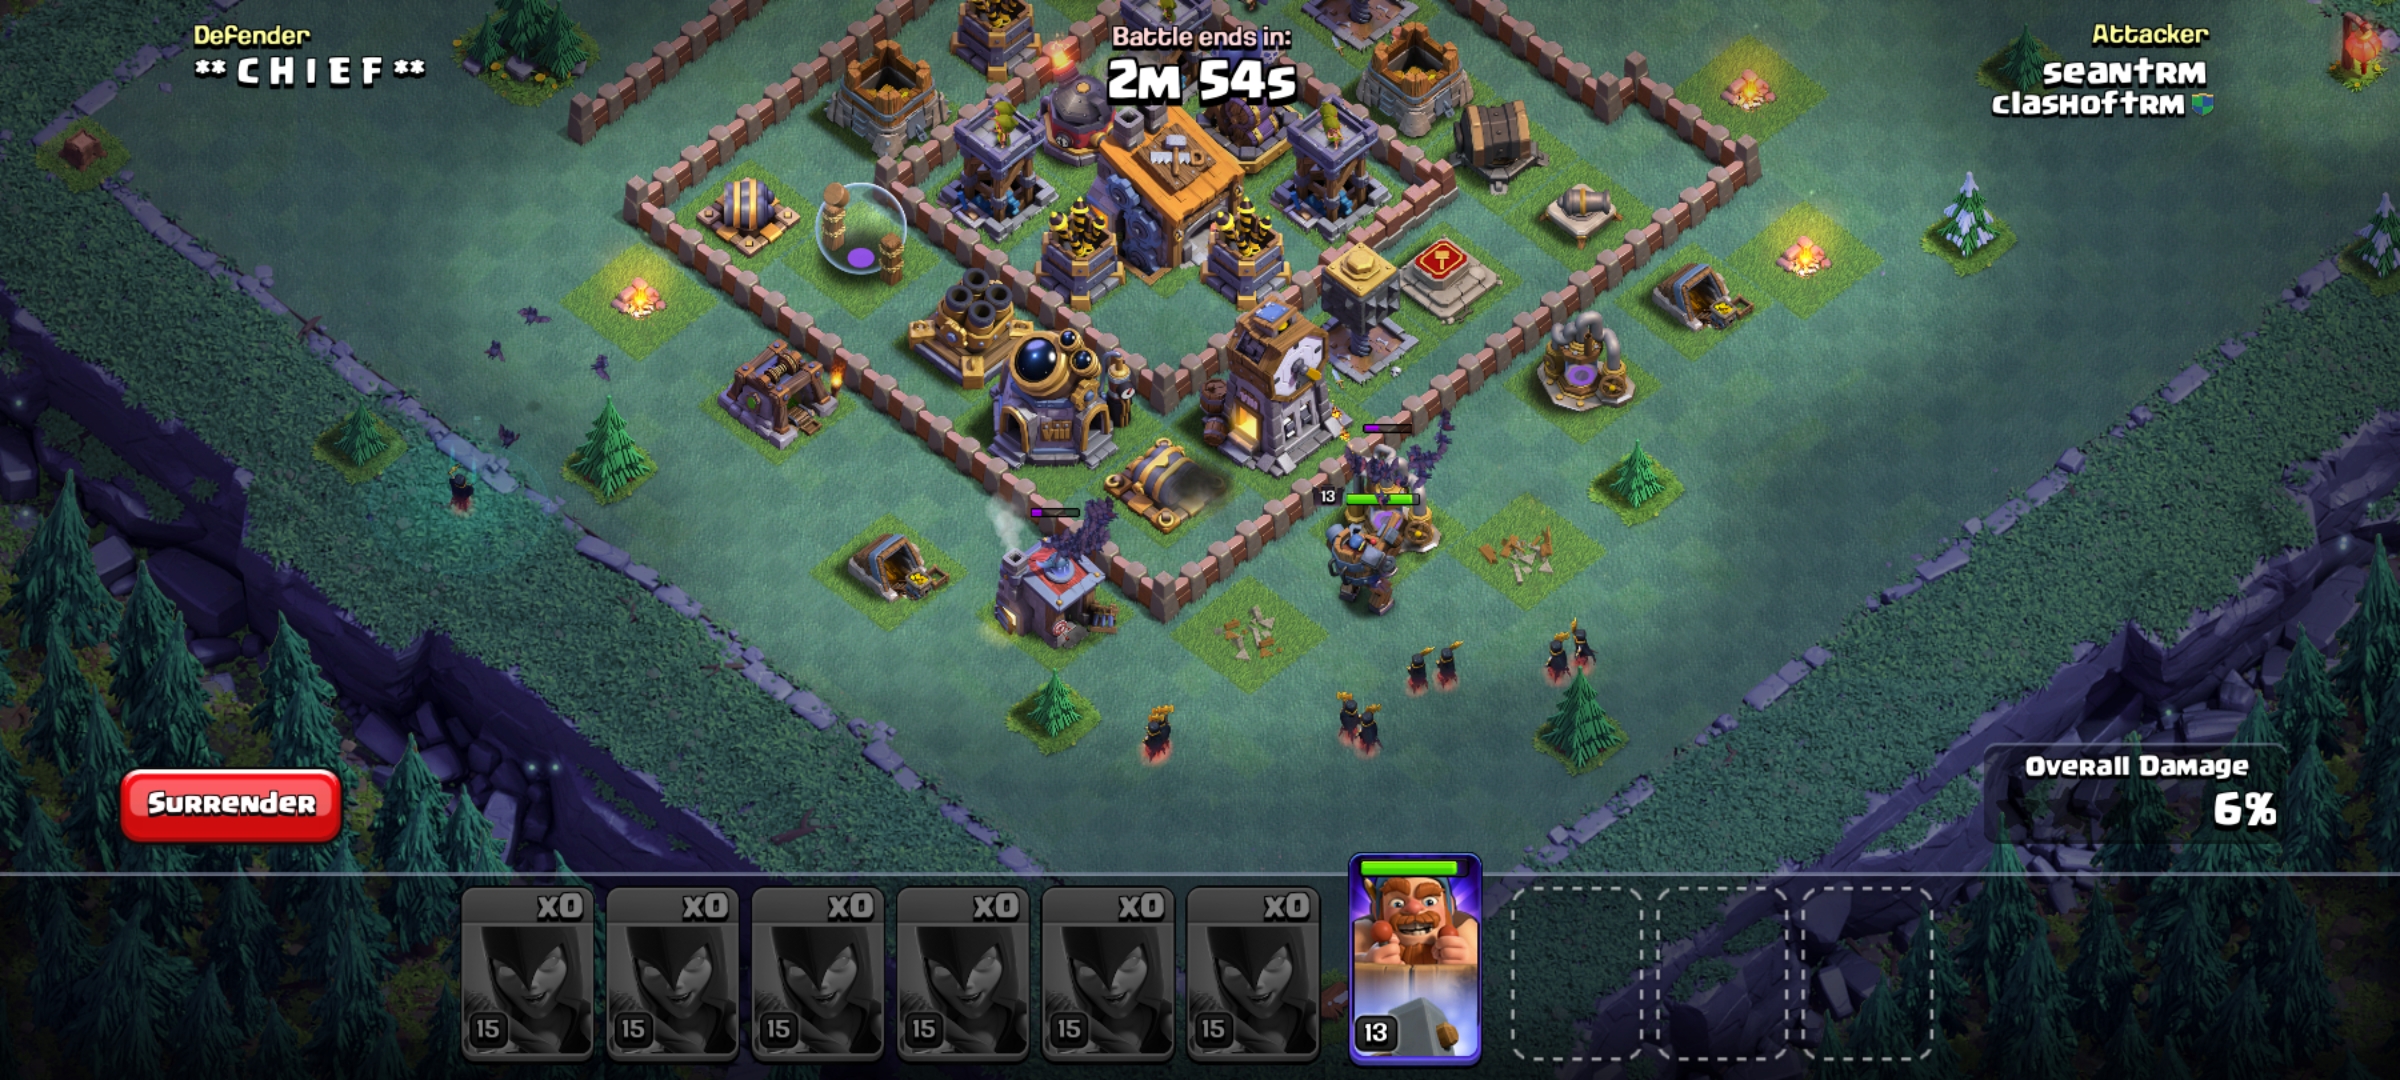 Defender
** C H I E F **
Battle ends in:
2M 54s
Attacker
seantRM
clashoftRM
13
VIII
Surrender
Overall Damage
6%
x0
x0
x0
x0
x0
x0
15
15
15
15
15
15
13